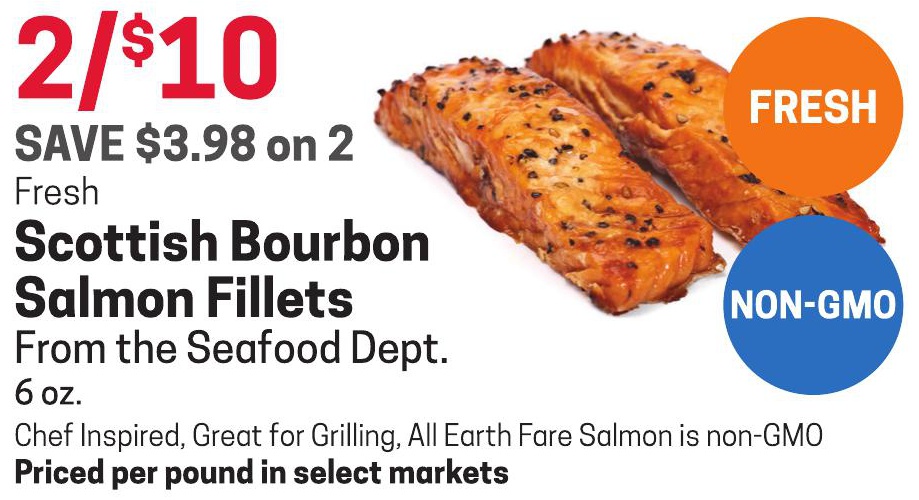 2/$10
SAVE $3.98 on 2
Fresh
Scottish Bourbon
Salmon Fillets
From the Seafood Dept.
6 oz.
Chef Inspired, Great for Grilling, All Earth Fare Salmon is non-GMO
Priced per pound in select markets
FRESH
NON-GMO